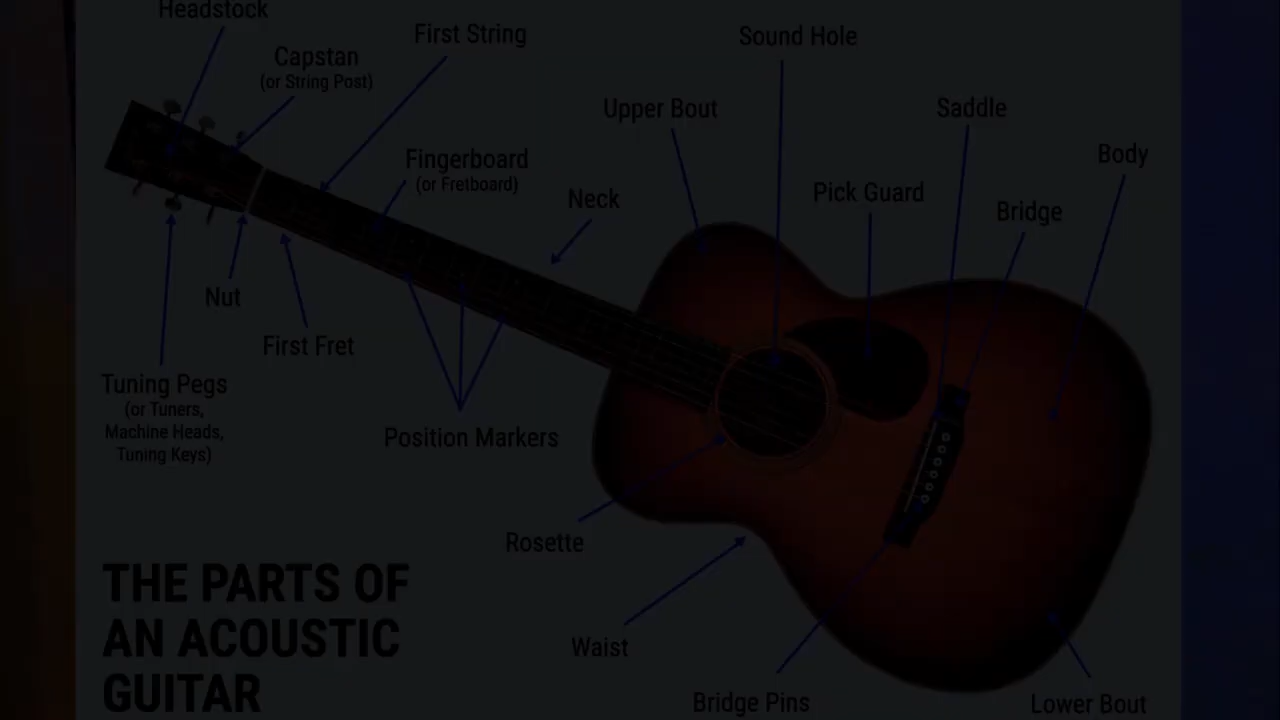 Headstock
First String
Sound Hole
Capstan
(or String Post)
Upper Bout
Saddle
Body
Fingerboard
(or Fretboard)
Neck
Pick Guard
Bridge
Nut
First Fret
Tuning Pegs
(or Tuners,
Machine Heads,
Tuning Keys)
Position Markers
Rosette
Waist
Bridge Pins
Lower Bout
THE PARTS OF
AN ACOUSTIC
GUITAR